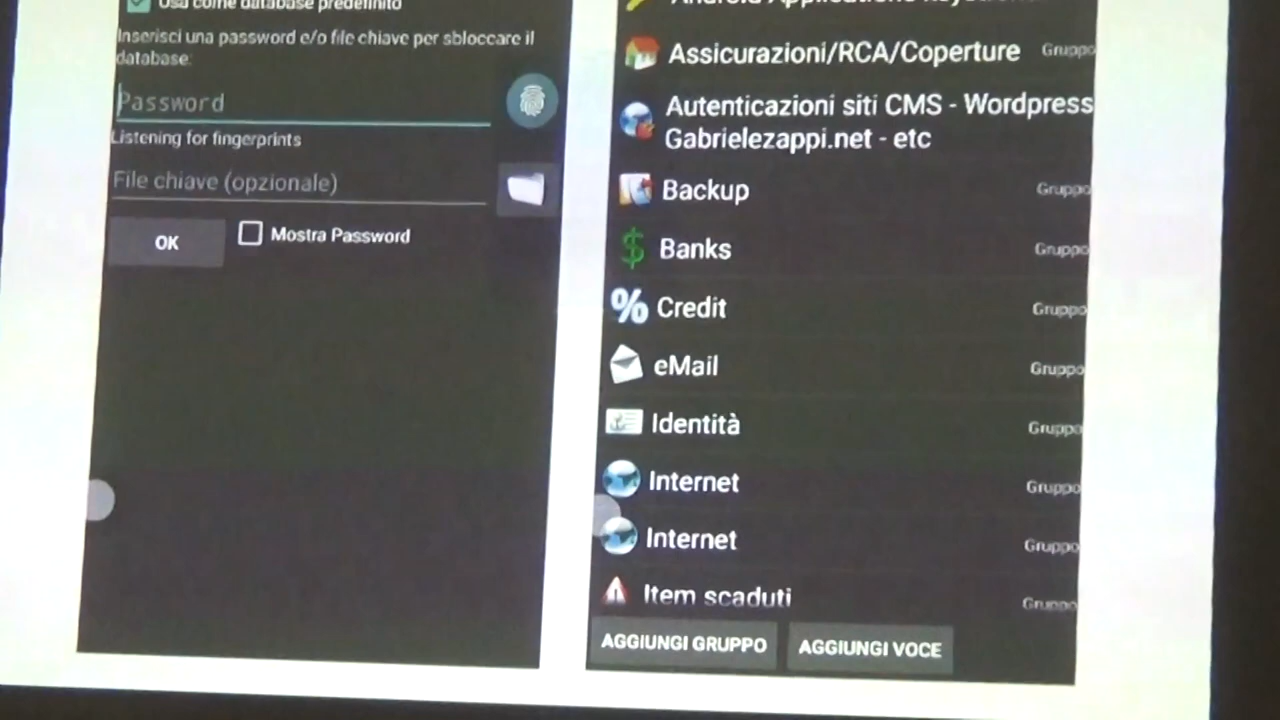 Usa come database predefinito
Inserisci una password e/o file chiave per sbloccare il
database:
Password
Listening for fingerprints
File chiave (opzionale)
OK
Mostra Password
Assicurazioni/RCA/Coperture Gruppo
Autenticazioni siti CMS - Wordpress
Gabrielezappi.net - etc
Backup Gruppo
Banks Gruppo
Credit Gruppo
eMail Gruppo
Identità Gruppo
Internet Gruppo
Internet Gruppo
Item scaduti Gruppo
AGGIUNGI GRUPPO AGGIUNGI VOCE